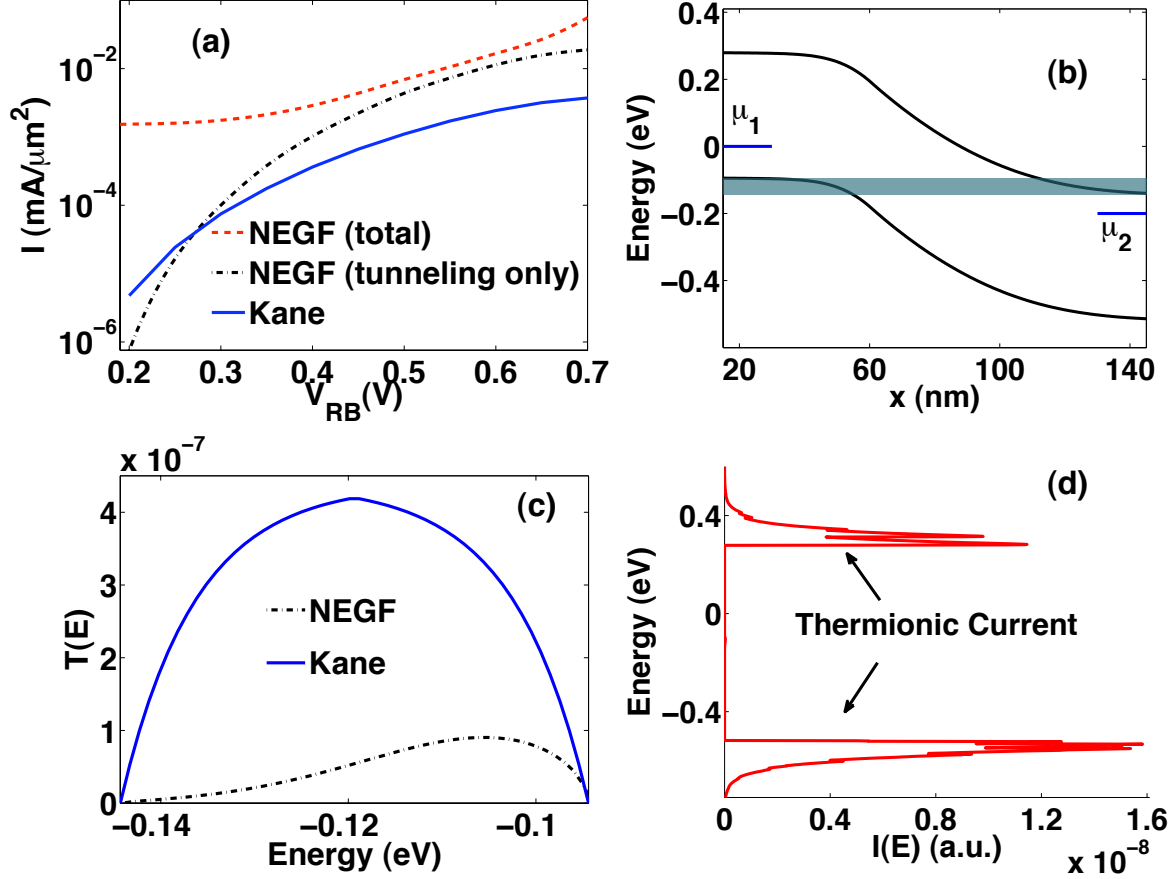 (a)
I (mA/μm²)
10⁻²
10⁻⁴
10⁻⁶
NEGF (total)
NEGF (tunneling only)
Kane
0.2 0.3 0.4 0.5 0.6 0.7
V_RB(V)
(b)
Energy (eV)
0.4
0.2
0
−0.2
−0.4
μ₁
μ₂
20 60 100 140
x (nm)
(c)
x 10⁻⁷
T(E)
4
3
2
1
0
NEGF
Kane
−0.14 −0.12 −0.1
Energy (eV)
(d)
Energy (eV)
0.4
0
−0.4
Thermionic Current
0 0.4 0.8 1.2 1.6
I(E) (a.u.)
x 10⁻⁸